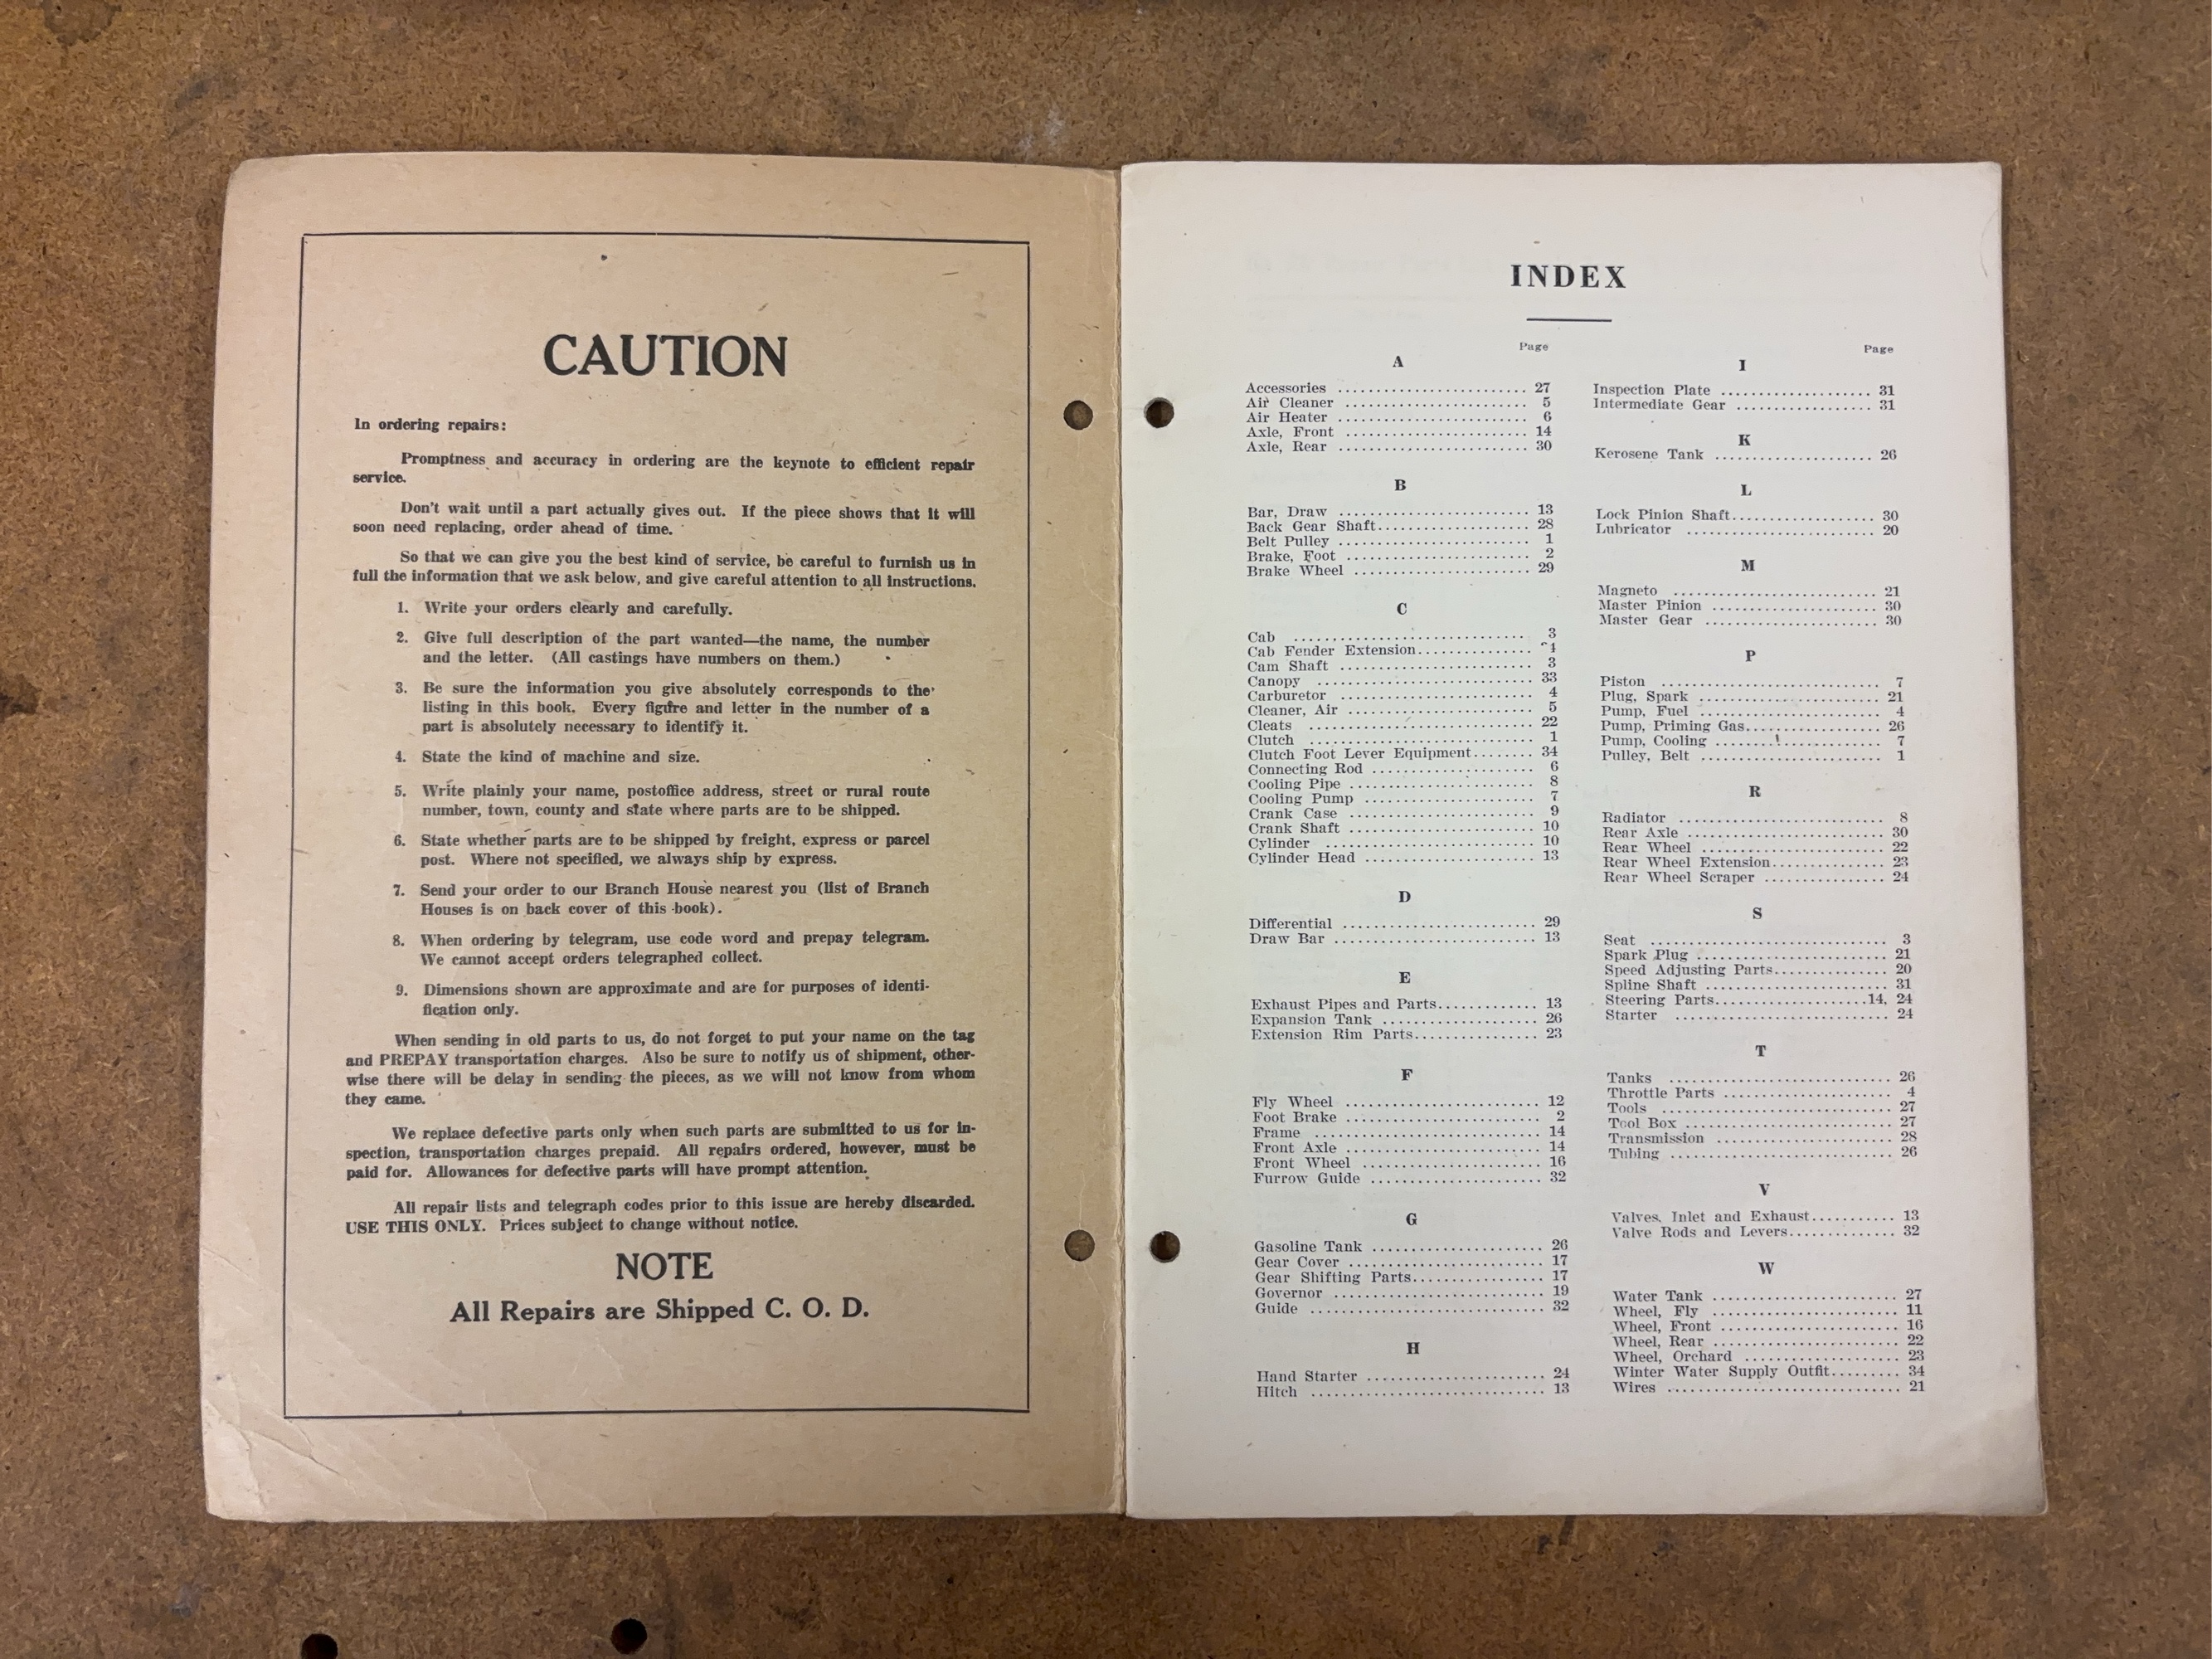 CAUTION
In ordering repairs:
Promptness and accuracy in ordering are the keynote to efficient repair
service.
Don't wait until a part actually gives out. If the piece shows that it will
soon need replacing, order ahead of time.
So that we can give you the best kind of service, be careful to furnish us in
full the information that we ask below, and give careful attention to all instructions.
1. Write your orders clearly and carefully.
2. Give full description of the part wanted—the name, the number
and the letter. (All castings have numbers on them.)
3. Be sure the information you give absolutely corresponds to the
listing in this book. Every figure and letter in the number of a
part is absolutely necessary to identify it.
4. State the kind of machine and size.
5. Write plainly your name, postoffice address, street or rural route
number, town, county and state where parts are to be shipped.
6. State whether parts are to be shipped by freight, express or parcel
post. Where not specified, we always ship by express.
7. Send your order to our Branch House nearest you (list of Branch
Houses is on back cover of this book).
8. When ordering by telegram, use code word and prepay telegram.
We cannot accept orders telegraphed collect.
9. Dimensions shown are approximate and are for purposes of identi-
fication only.
When sending in old parts to us, do not forget to put your name on the tag
and PREPAY transportation charges. Also be sure to notify us of shipment, other-
wise there will be delay in sending the pieces, as we will not know from whom
they came.
We replace defective parts only when such parts are submitted to us for in-
spection, transportation charges prepaid. All repairs ordered, however, must be
paid for. Allowances for defective parts will have prompt attention.
All repair lists and telegraph codes prior to this issue are hereby discarded.
USE THIS ONLY. Prices subject to change without notice.
NOTE
All Repairs are Shipped C. O. D.
INDEX
Page
A
Accessories 27
Air Cleaner 5
Air Heater 6
Axle, Front 14
Axle, Rear 30
B
Bar, Draw 13
Back Gear Shaft 28
Belt Pulley 1
Brake, Foot 2
Brake Wheel 29
C
Cab 3
Cab Fender Extension
Cam Shaft 3
Canopy 33
Carburetor 4
Cleaner, Air 5
Cleats 22
Clutch 1
Clutch Foot Lever Equipment 34
Connecting Rod 6
Cooling Pipe 8
Cooling Pump 7
Crank Case 9
Crank Shaft 10
Cylinder 10
Cylinder Head 13
D
Differential 29
Draw Bar 13
E
Exhaust Pipes and Parts 13
Expansion Tank 26
Extension Rim Parts 23
F
Fly Wheel 12
Foot Brake 2
Frame 14
Front Axle 14
Front Wheel 16
Furrow Guide 32
G
Gasoline Tank 26
Gear Cover 17
Gear Shifting Parts 17
Governor 19
Guide 32
H
Hand Starter 24
Hitch 13
Page
I
Inspection Plate 31
Intermediate Gear 31
K
Kerosene Tank 26
L
Lock Pinion Shaft 30
Lubricator 20
M
Magneto 21
Master Pinion 30
Master Gear 30
P
Piston 7
Plug, Spark 21
Pump, Fuel 4
Pump, Priming Gas 26
Pump, Cooling 7
Pulley, Belt 1
R
Radiator 8
Rear Axle 30
Rear Wheel 22
Rear Wheel Extension 23
Rear Wheel Scraper 24
S
Seat 3
Spark Plug 21
Speed Adjusting Parts 20
Spline Shaft 31
Steering Parts 14, 24
Starter 24
T
Tanks 26
Throttle Parts 4
Tools 27
Tool Box 27
Transmission 28
Tubing 26
V
Valves, Inlet and Exhaust 13
Valve Rods and Levers 32
W
Water Tank 27
Wheel, Fly 11
Wheel, Front 16
Wheel, Rear 22
Wheel, Orchard 23
Winter Water Supply Outfit 34
Wires 21